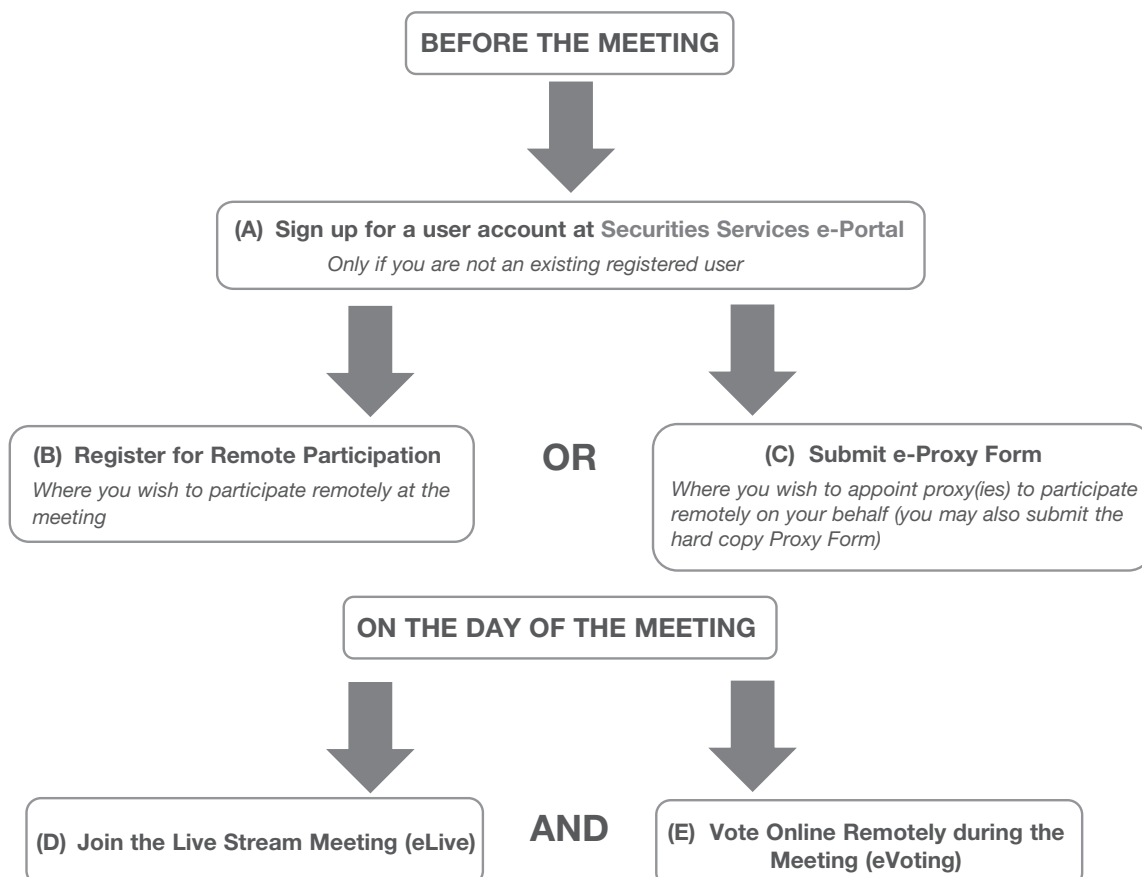 BEFORE THE MEETING
(A) Sign up for a user account at Securities Services e-Portal
Only if you are not an existing registered user
(B) Register for Remote Participation
Where you wish to participate remotely at the
meeting
OR
(C) Submit e-Proxy Form
Where you wish to appoint proxy(ies) to participate
remotely on your behalf (you may also submit the
hard copy Proxy Form)
ON THE DAY OF THE MEETING
(D) Join the Live Stream Meeting (eLive)
AND
(E) Vote Online Remotely during the
Meeting (eVoting)